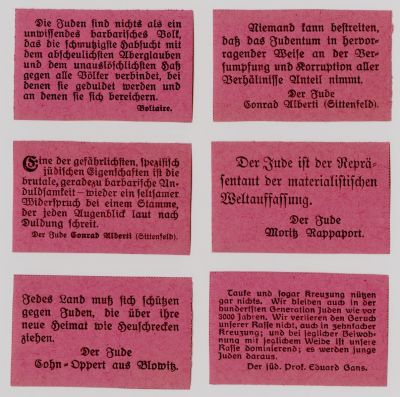 Die Juden sind nichts als ein
unwissendes barbarisches Volk,
das die schmutzigste Habsucht mit
dem abscheulichsten Aberglauben
und dem unauslöschlichsten Haß
gegen alle Völker verbindet, bei
denen sie geduldet werden und
an denen sie sich bereichern.
Voltaire.
Niemand kann bestreiten,
daß das Judentum in hervor-
ragender Weise an der Ver-
sumpfung und Korruption aller
Verhältnisse Anteil nimmt.
Der Jude
Conrad Alberti (Sittenfeld).
Eine der gefährlichsten, spezifisch
jüdischen Eigenschaften ist die
brutale, geradezu barbarische An-
duldsamkeit – wieder ein seltsamer
Widerspruch bei einem Stamme,
der jeden Augenblick laut nach
Duldung schreit.
Der Jude Conrad Alberti (Sittenfeld).
Der Jude ist der Reprä-
sentant der materialistischen
Weltauffassung.
Der Jude
Moritz Rappaport.
Jedes Land muß sich schützen
gegen Juden, die über ihre
neue Heimat wie Heuschrecken
ziehen.
Der Jude
Cohn-Oppert aus Blowitz.
Taufe und sogar Kreuzung nützen
gar nichts. Wir bleiben auch in der
hundertsten Generation Juden wie vor
3000 Jahren. Wir verlieren den Geruch
unserer Rasse nicht, auch in zehnfacher
Kreuzung; und bei jeglicher Beiwoh-
nung mit jeglichem Weibe ist unsere
Rasse dominierend; es werden junge
Juden daraus.
Der jüd. Prof. Eduard Gans.